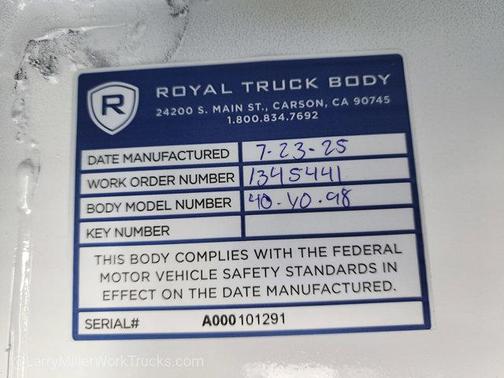 R
ROYAL TRUCK BODY
24200 S. MAIN ST., CARSON, CA 90745
1.800.834.7692
DATE MANUFACTURED 7-23-25
WORK ORDER NUMBER 1345441
BODY MODEL NUMBER 40-VO-98
KEY NUMBER
THIS BODY COMPLIES WITH THE FEDERAL
MOTOR VEHICLE SAFETY STANDARDS IN
EFFECT ON THE DATE MANUFACTURED.
SERIAL# A000101291
©LarryMillerWorkTrucks.com